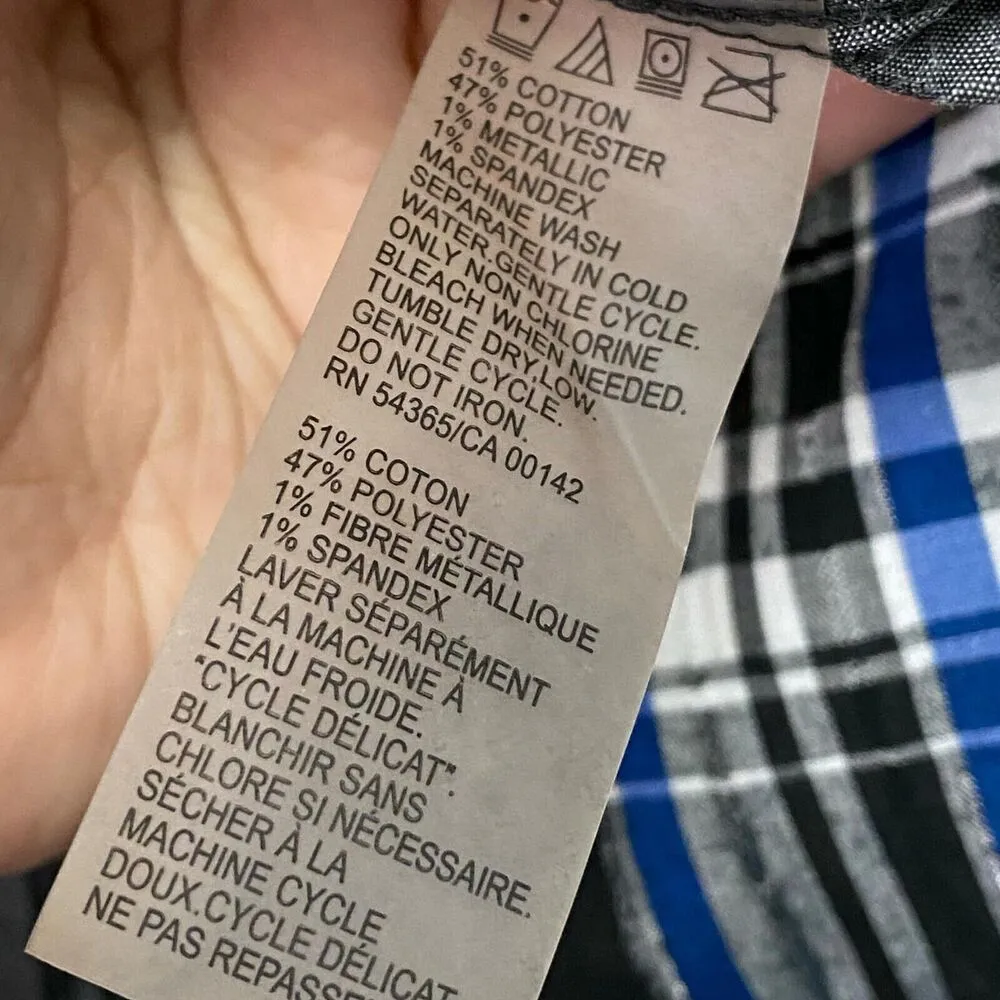 51% COTTON
47% POLYESTER
1% METALLIC
1% SPANDEX
MACHINE WASH
SEPARATELY IN COLD
WATER.GENTLE CYCLE.
ONLY NON CHLORINE
BLEACH WHEN NEEDED.
TUMBLE DRY,LOW.
GENTLE CYCLE.
DO NOT IRON.
RN 54365/CA 00142
51% COTON
47% POLYESTER
1% FIBRE MÉTALLIQUE
1% SPANDEX
LAVER SÉPARÉMENT
À LA MACHINE À
L'EAU FROIDE.
"CYCLE DÉLICAT".
BLANCHIR SANS
CHLORE SI NÉCESSAIRE.
SÉCHER À LA
MACHINE CYCLE
DOUX.CYCLE DÉLICAT
NE PAS REPASSE